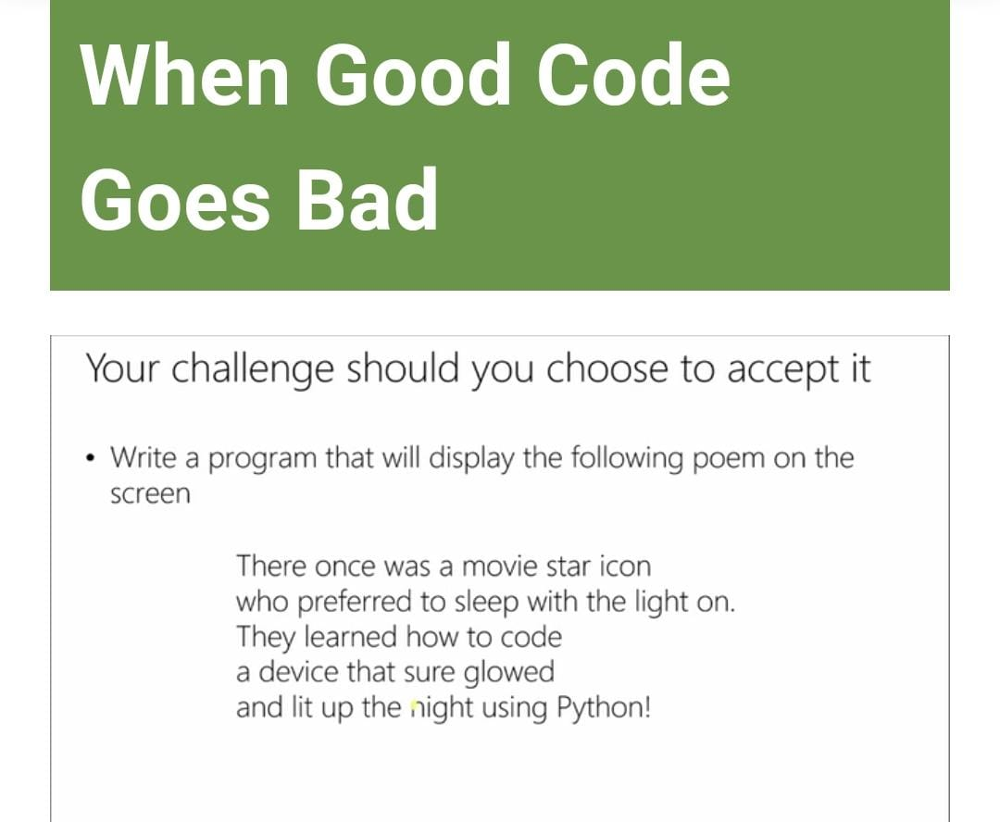 When Good Code
Goes Bad
Your challenge should you choose to accept it
• Write a program that will display the following poem on the
screen
There once was a movie star icon
who preferred to sleep with the light on.
They learned how to code
a device that sure glowed
and lit up the night using Python!